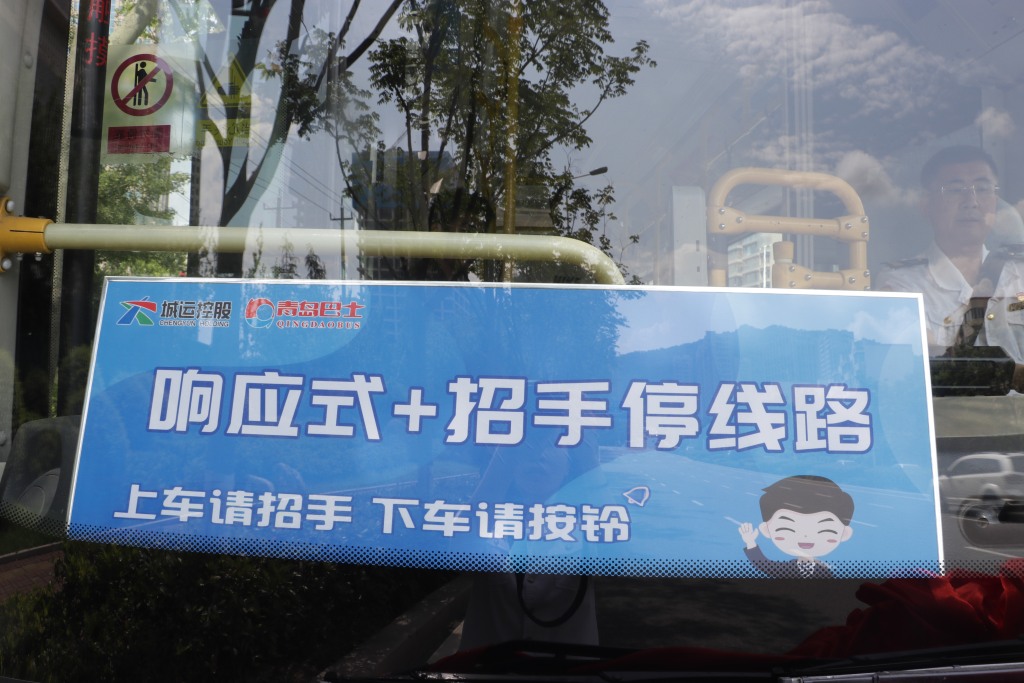 城运控股 青岛巴士
CHENGYUN HOLDING QINGDAOBUS
响应式+招手停线路
上车请招手 下车请按铃